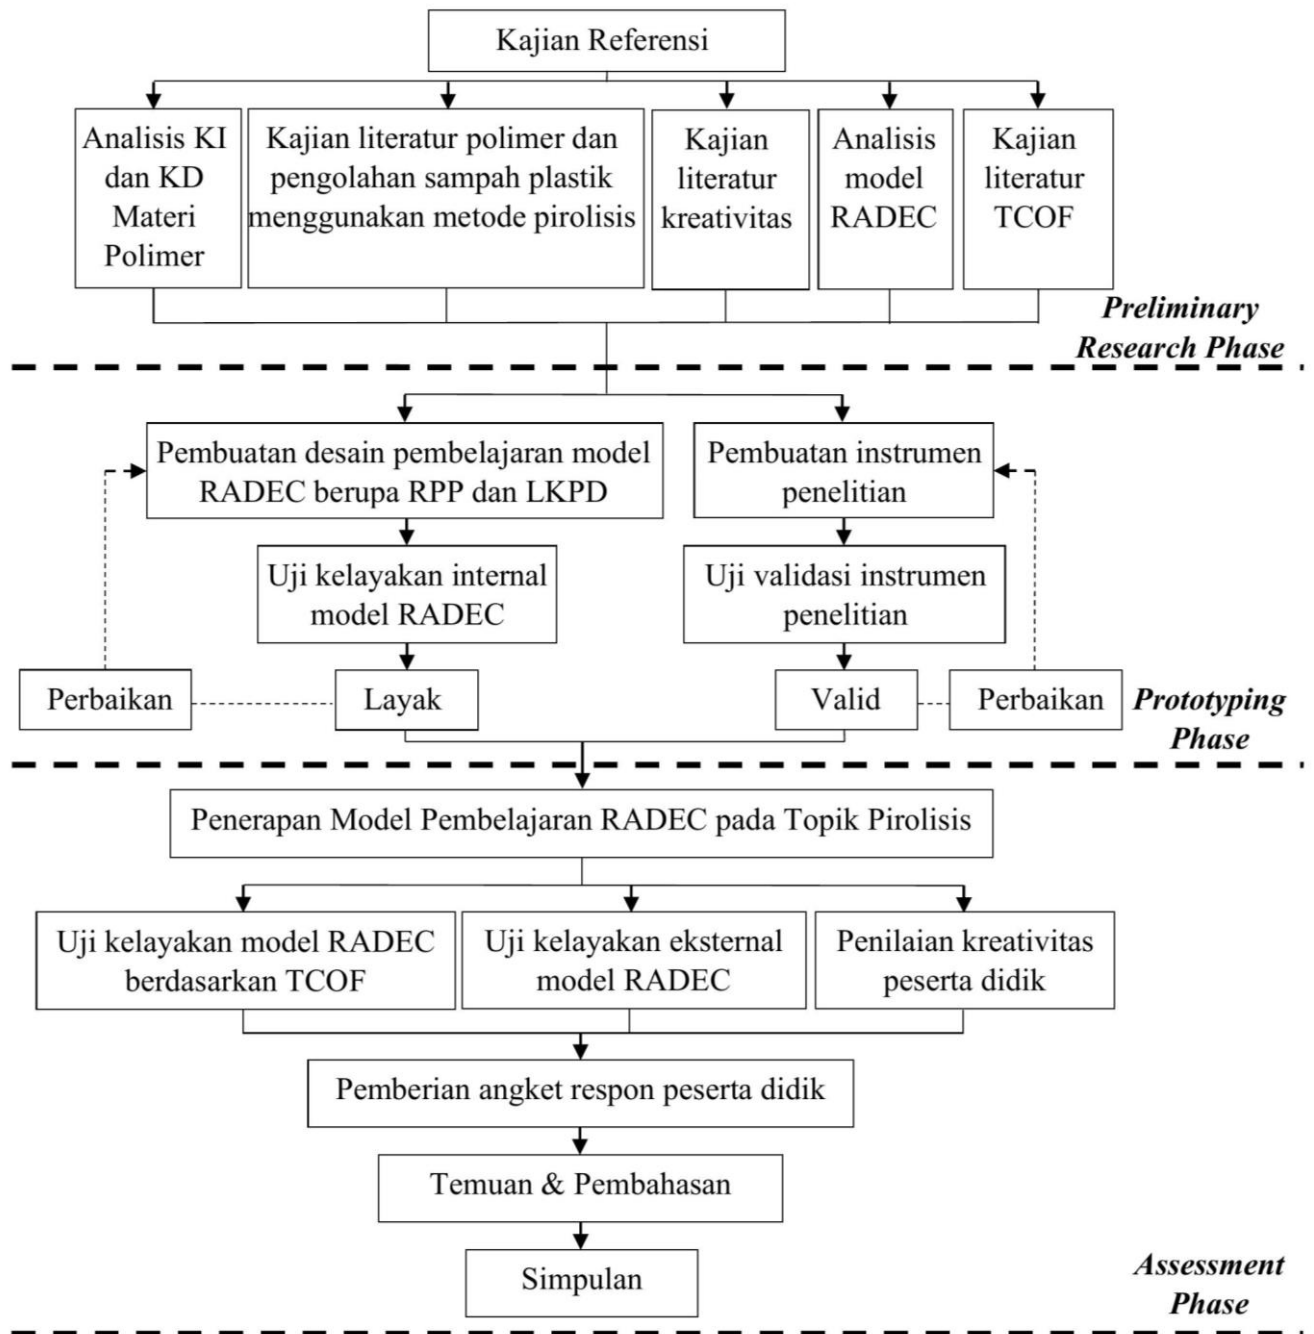 Kajian Referensi
Analisis KI
dan KD
Materi
Polimer
Kajian literatur polimer dan
pengolahan sampah plastik
menggunakan metode pirolisis
Kajian
literatur
kreativitas
Analisis
model
RADEC
Kajian
literatur
TCOF
Preliminary
Research Phase
Pembuatan desain pembelajaran model
RADEC berupa RPP dan LKPD
Pembuatan instrumen
penelitian
Uji kelayakan internal
model RADEC
Uji validasi instrumen
penelitian
Perbaikan
Layak
Valid
Perbaikan
Prototyping
Phase
Penerapan Model Pembelajaran RADEC pada Topik Pirolisis
Uji kelayakan model RADEC
berdasarkan TCOF
Uji kelayakan eksternal
model RADEC
Penilaian kreativitas
peserta didik
Pemberian angket respon peserta didik
Temuan & Pembahasan
Simpulan
Assessment
Phase